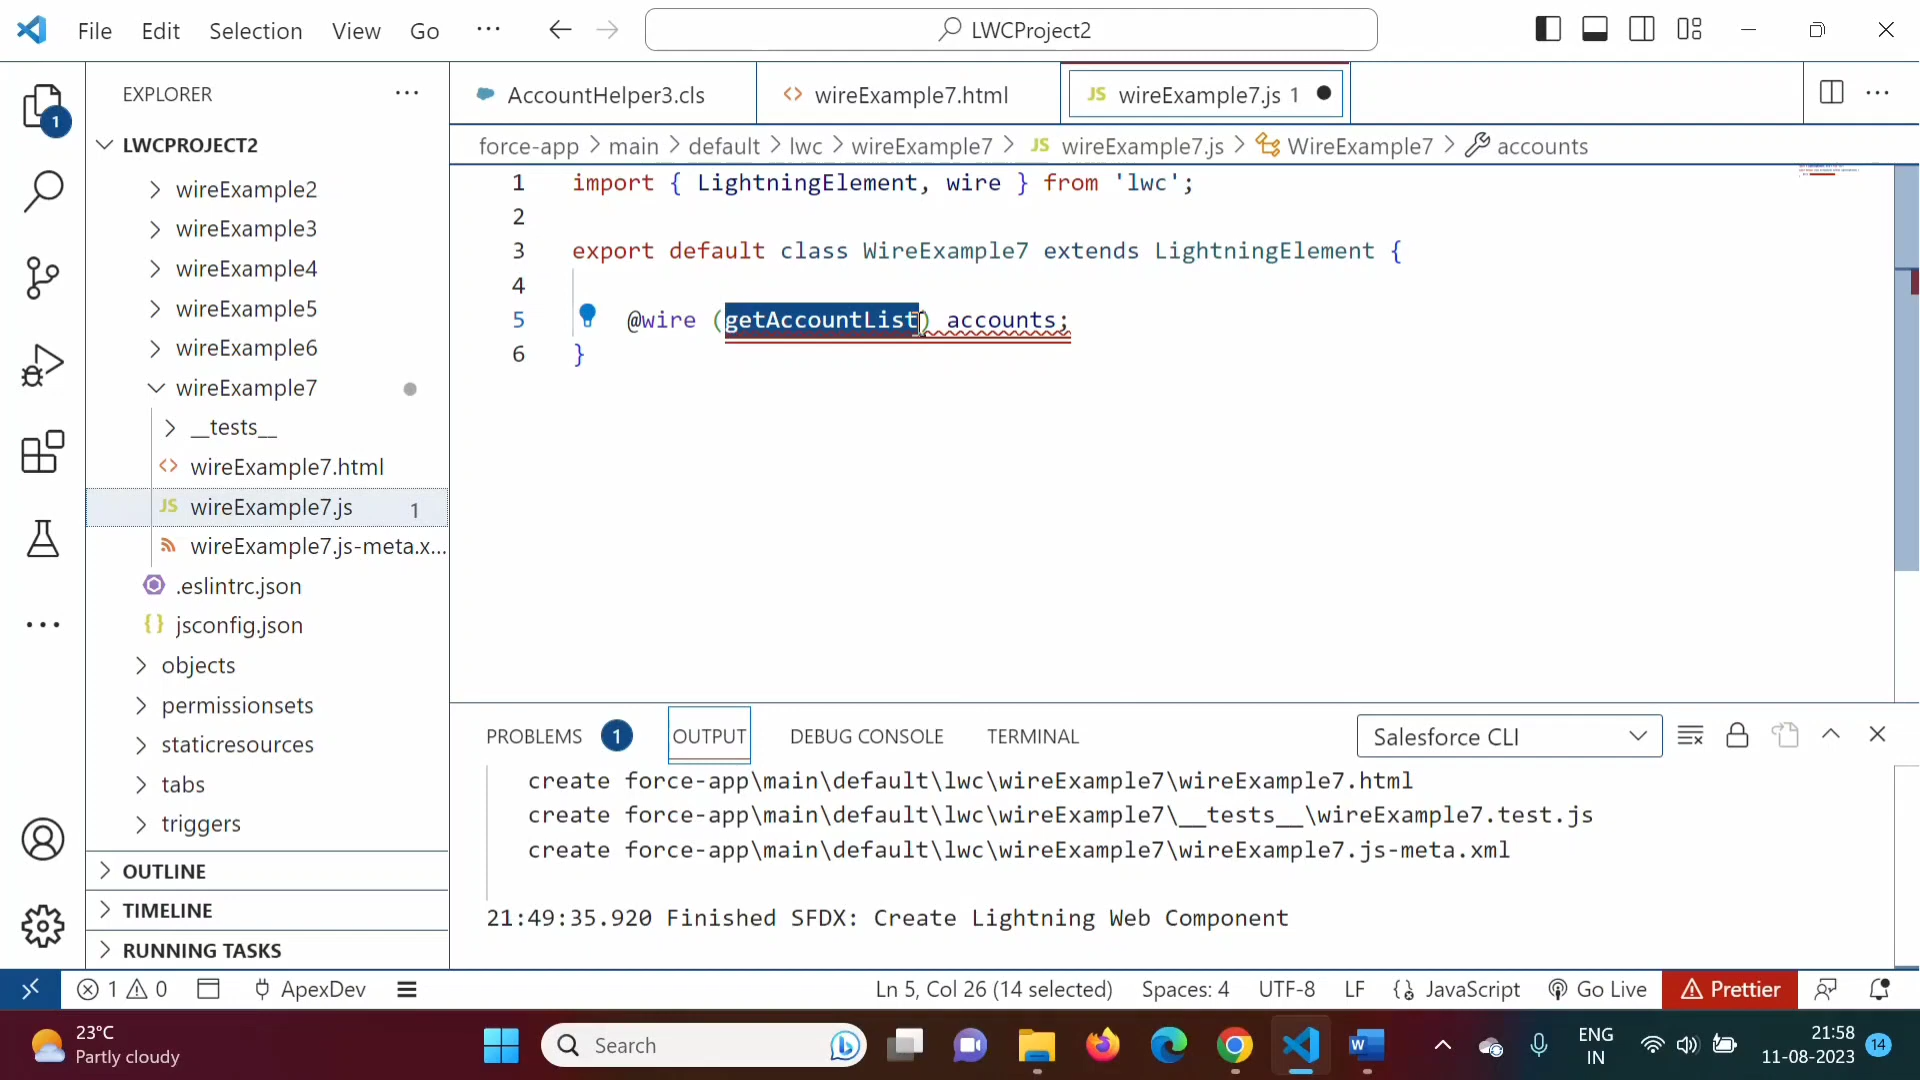 File Edit Selection View Go ··· LWCProject2
EXPLORER ···
1
LWCPROJECT2
wireExample2
wireExample3
wireExample4
wireExample5
wireExample6
wireExample7
__tests__
wireExample7.html
JS wireExample7.js 1
wireExample7.js-meta.x...
.eslintrc.json
{} jsconfig.json
objects
permissionsets
staticresources
tabs
triggers
OUTLINE
TIMELINE
RUNNING TASKS
AccountHelper3.cls <> wireExample7.html JS wireExample7.js 1 ●
force-app > main > default > lwc > wireExample7 > JS wireExample7.js > WireExample7 > accounts
1 import { LightningElement, wire } from 'lwc';
2
3 export default class WireExample7 extends LightningElement {
4
5 @wire (getAccountList) accounts;
6 }
PROBLEMS 1 OUTPUT DEBUG CONSOLE TERMINAL Salesforce CLI
create force-app\main\default\lwc\wireExample7\wireExample7.html
create force-app\main\default\lwc\wireExample7\__tests__\wireExample7.test.js
create force-app\main\default\lwc\wireExample7\wireExample7.js-meta.xml
21:49:35.920 Finished SFDX: Create Lightning Web Component
1 0 ApexDev Ln 5, Col 26 (14 selected) Spaces: 4 UTF-8 LF {} JavaScript Go Live Prettier
23°C
Partly cloudy
Search
W
ENG
IN
21:58
11-08-2023
14